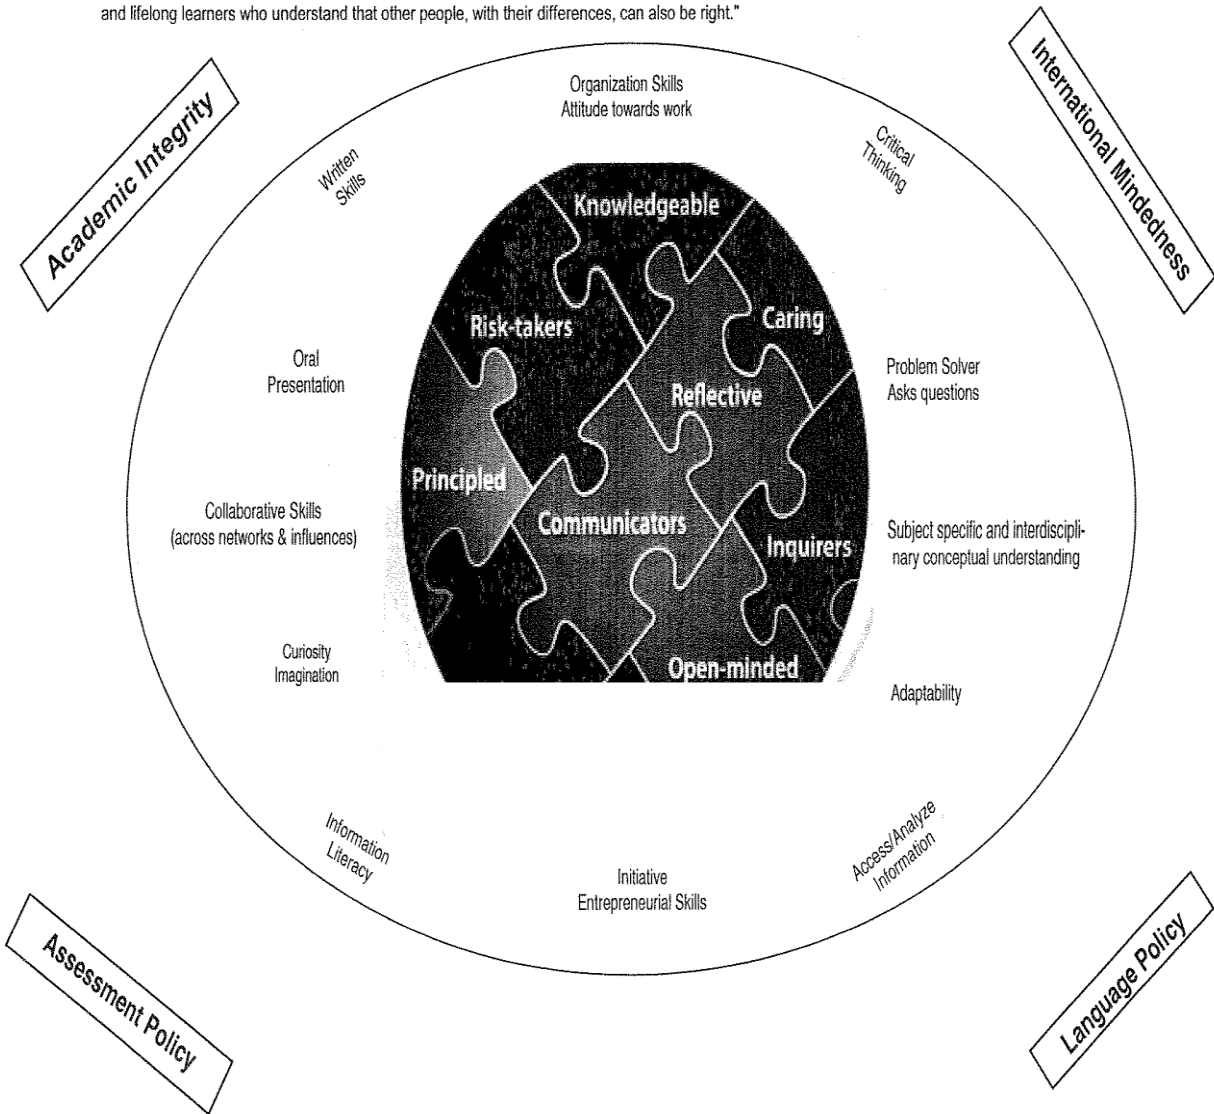 and lifelong learners who understand that other people, with their differences, can also be right."
Academic Integrity
International Mindedness
Organization Skills
Attitude towards work
Written
Skills
Critical
Thinking
Knowledgeable
Risk-takers
Caring
Oral
Presentation
Reflective
Problem Solver
Asks questions
Principled
Collaborative Skills
(across networks & influences)
Communicators
Inquirers
Subject specific and interdiscipli-
nary conceptual understanding
Curiosity
Imagination
Open-minded
Adaptability
Information
Literacy
Initiative
Entrepreneurial Skills
Access/Analyze
Information
Assessment Policy
Language Policy